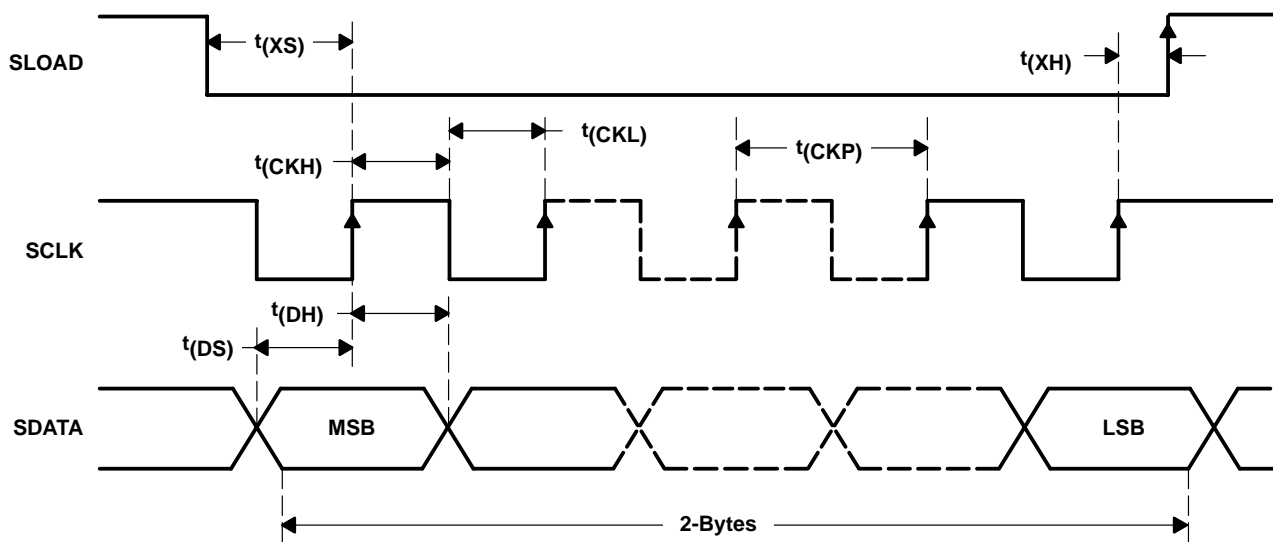 SLOAD
t(XS)
t(XH)
t(CKL)
t(CKH)
t(CKP)
SCLK
t(DH)
t(DS)
SDATA
MSB
LSB
2-Bytes